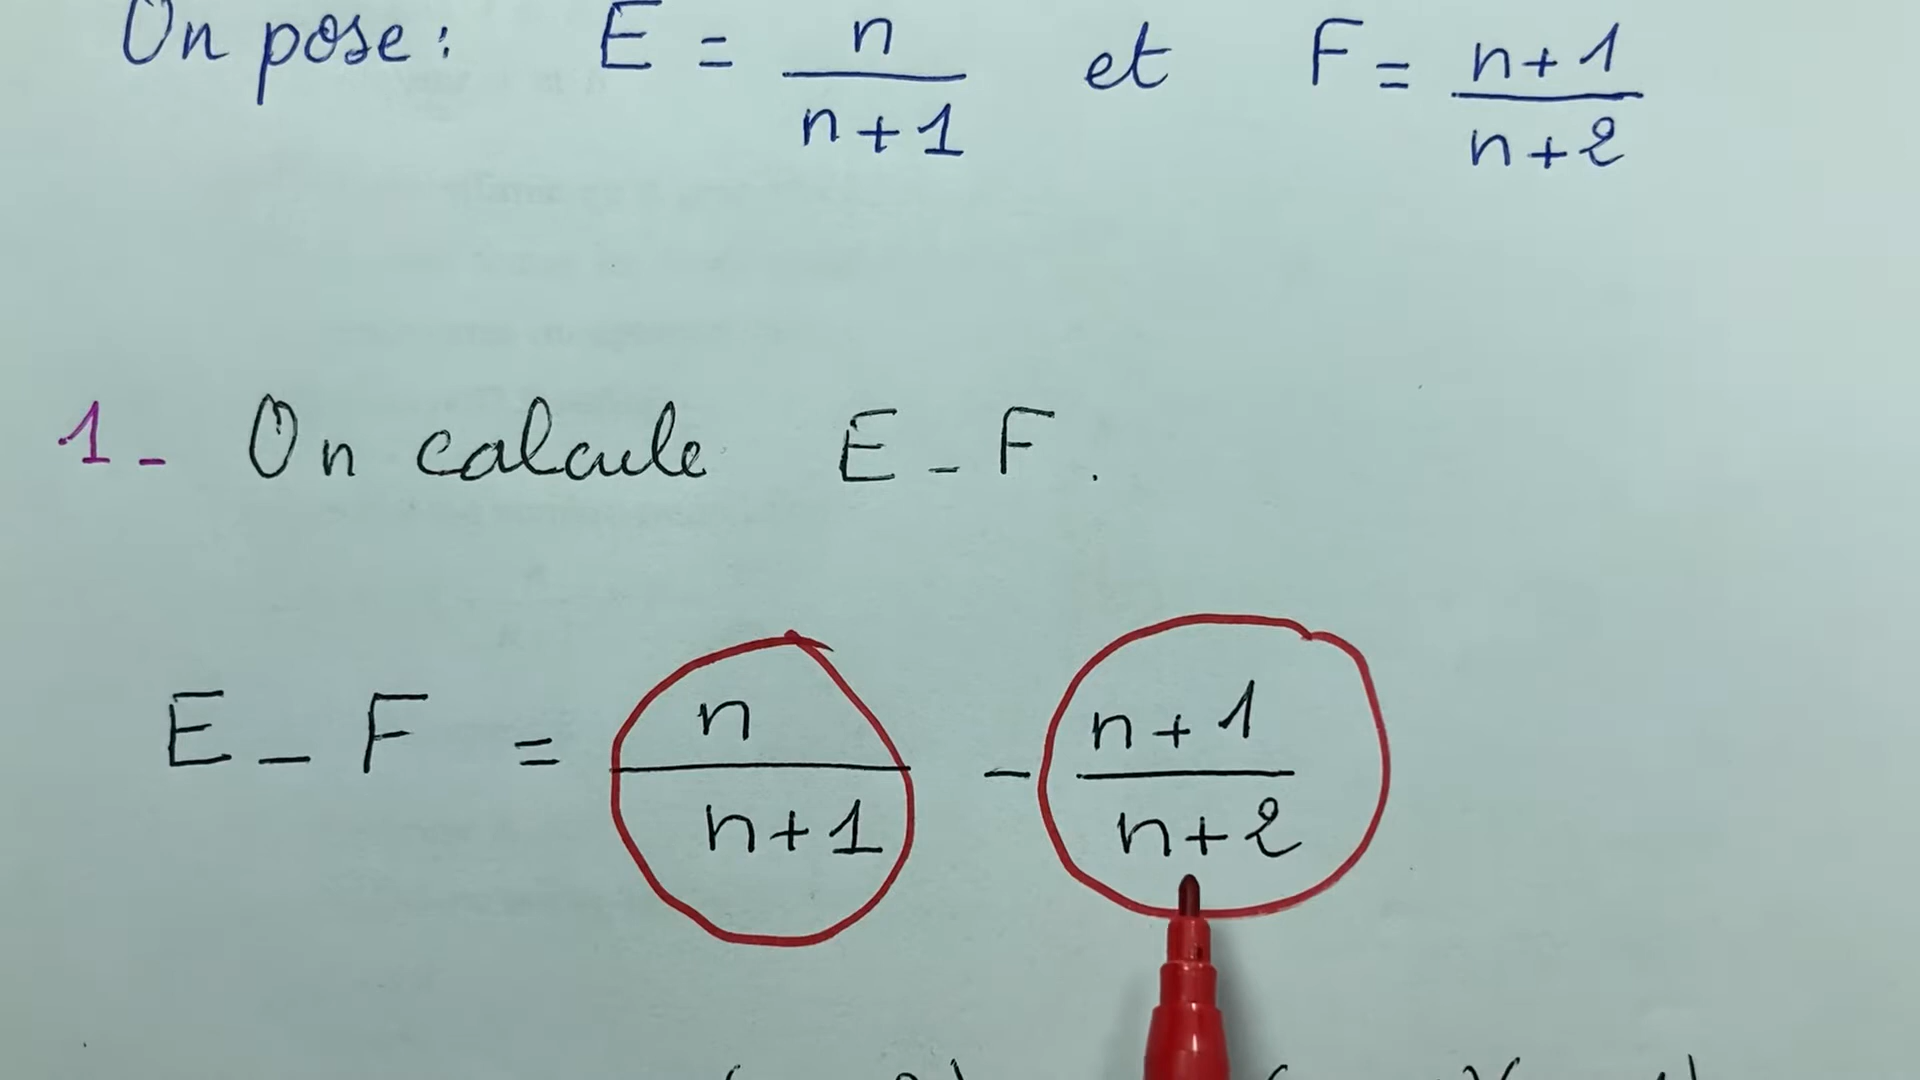 On pose : E = n/(n+1) et F = (n+1)/(n+2)
1- On calcule E - F.
E - F = n/(n+1) - (n+1)/(n+2)